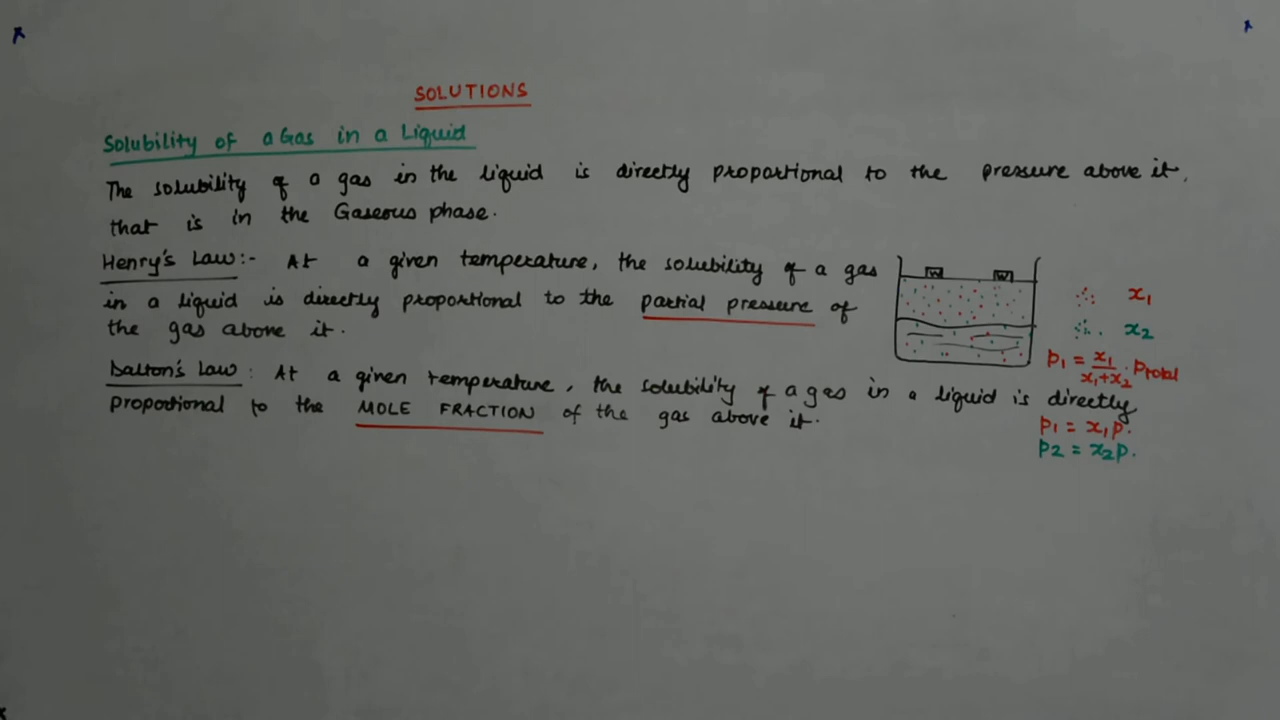 SOLUTIONS
Solubility of a Gas in a Liquid
The solubility of a gas in the liquid is directly proportional to the pressure above it,
that is in the Gaseous phase.
Henry's Law:- At a given temperature, the solubility of a gas
in a liquid is directly proportional to the partial pressure of
the gas above it.
W W
x₁
x₂
P₁ = x₁/x₁+x₂ . Ptotal
Dalton's Law: At a given temperature, the solubility of a gas in a liquid is directly
proportional to the MOLE FRACTION of the gas above it.
P₁ = x₁P.
P2 = x₂P.